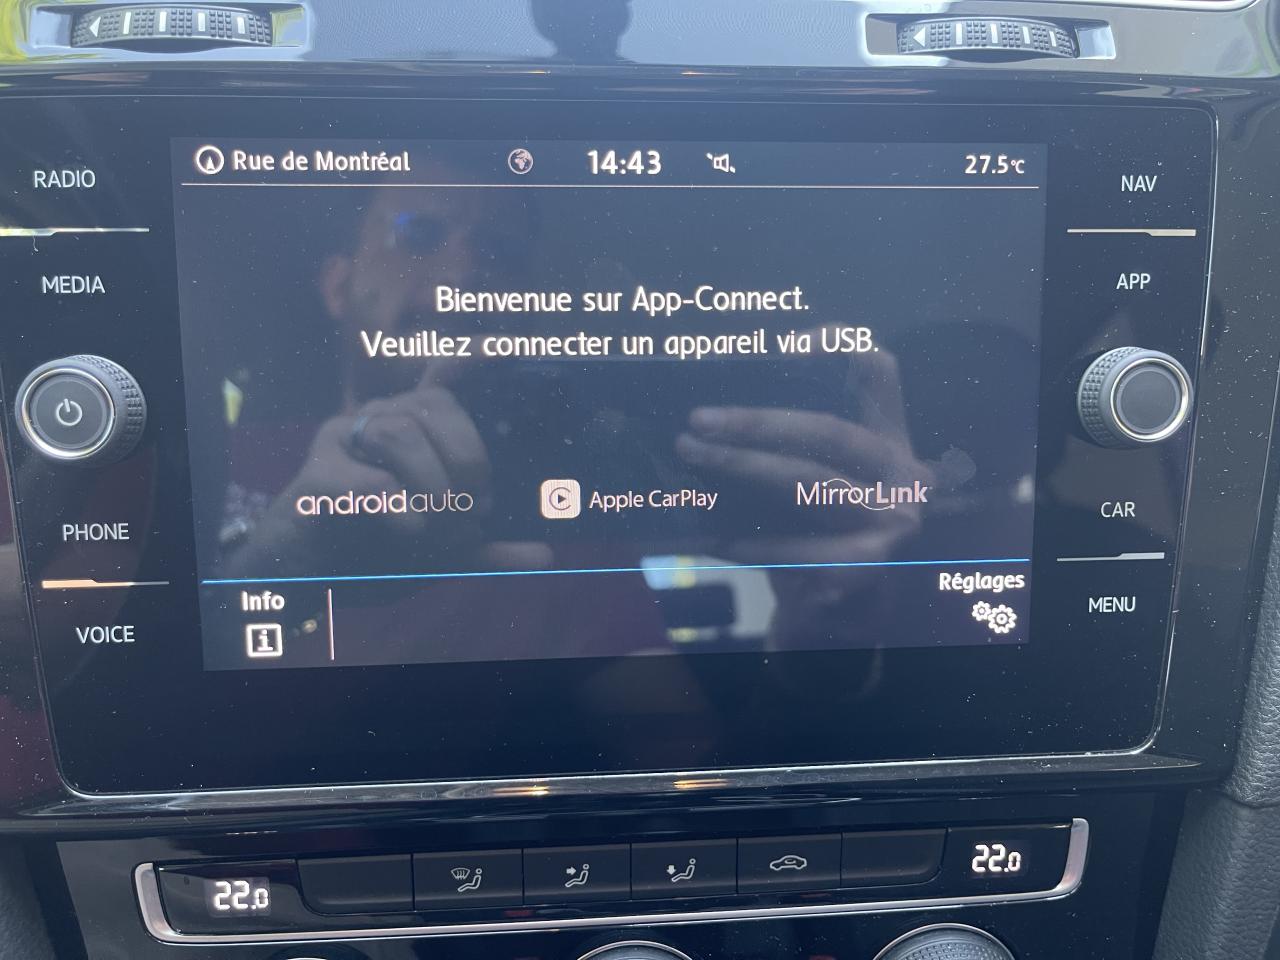 Rue de Montréal 14:43 27.5°C
RADIO
NAV
MEDIA
APP
Bienvenue sur App-Connect.
Veuillez connecter un appareil via USB.
androidauto Apple CarPlay MirrorLink
PHONE
CAR
Info
Réglages
VOICE
MENU
22.0
22.0